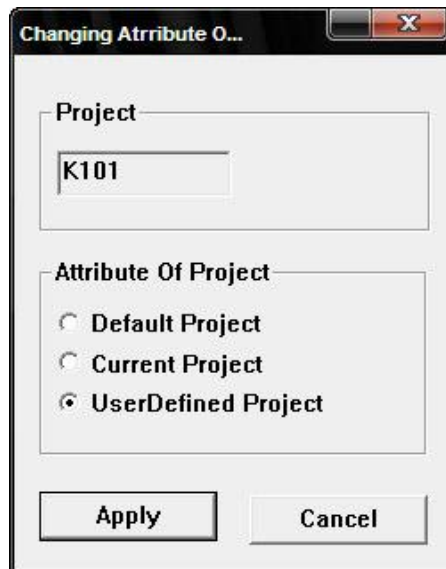 Changing Atrribute O...
Project
K101
Attribute Of Project
Default Project
Current Project
UserDefined Project
Apply
Cancel